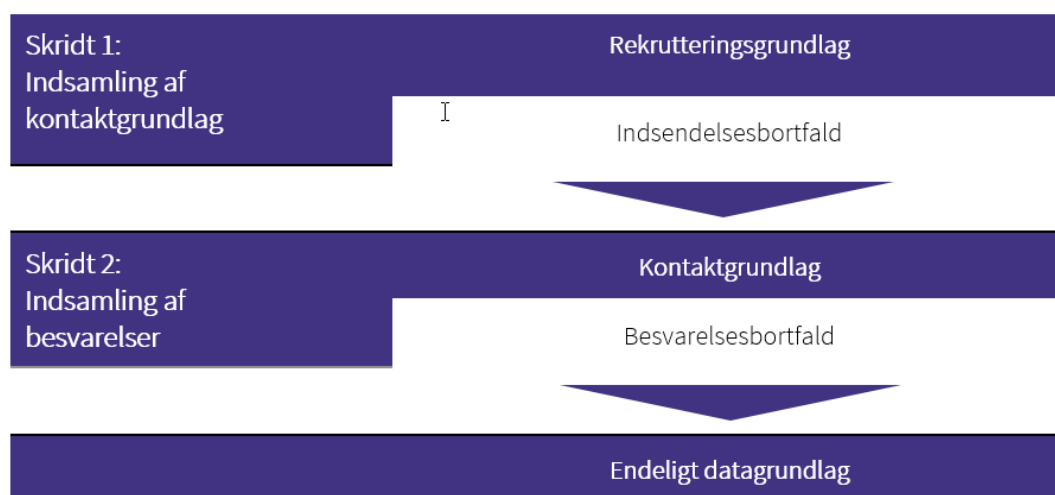 Skridt 1:
Indsamling af
kontaktgrundlag
Rekrutteringsgrundlag
Indsendelsesbortfald
Skridt 2:
Indsamling af
besvarelser
Kontaktgrundlag
Besvarelsesbortfald
Endeligt datagrundlag